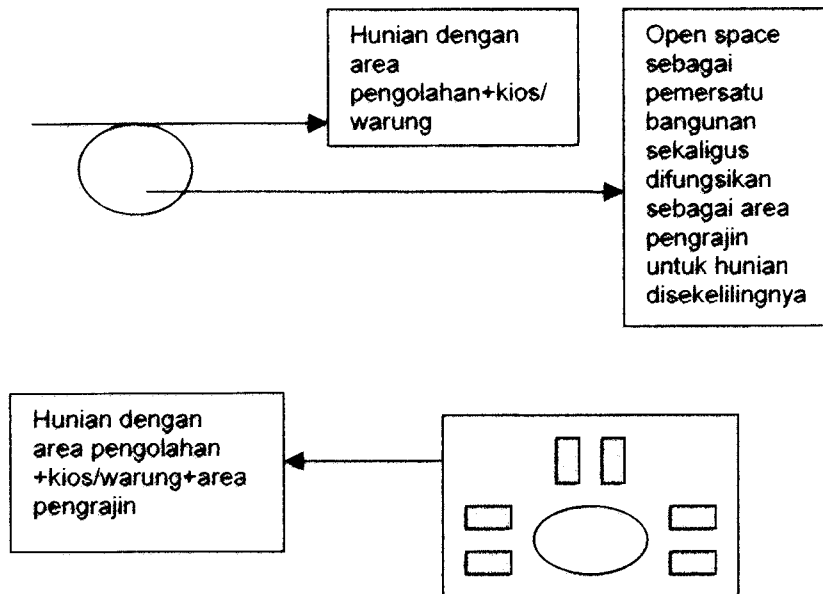 Hunian dengan
area
pengolahan+kios/
warung
Open space
sebagai
pemersatu
bangunan
sekaligus
difungsikan
sebagai area
pengrajin
untuk hunian
disekelilingnya
Hunian dengan
area pengolahan
+kios/warung+area
pengrajin